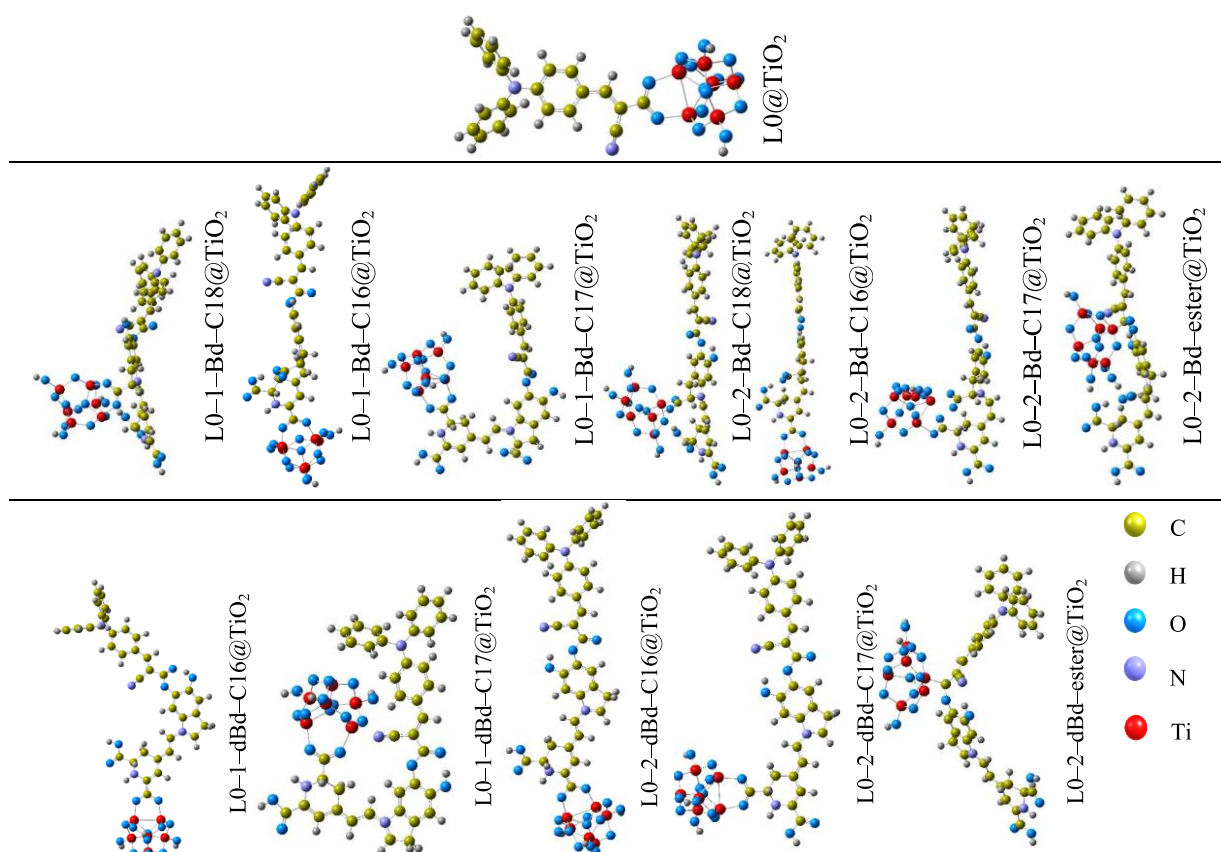 L0@TiO₂
L0–1–Bd–C18@TiO₂
L0–1–Bd–C16@TiO₂
L0–1–Bd–C17@TiO₂
L0–2–Bd–C18@TiO₂
L0–2–Bd–C16@TiO₂
L0–2–Bd–C17@TiO₂
L0–2–Bd–ester@TiO₂
L0–1–dBd–C16@TiO₂
L0–1–dBd–C17@TiO₂
L0–2–dBd–C16@TiO₂
L0–2–dBd–C17@TiO₂
L0–2–dBd–ester@TiO₂
C
H
O
N
Ti